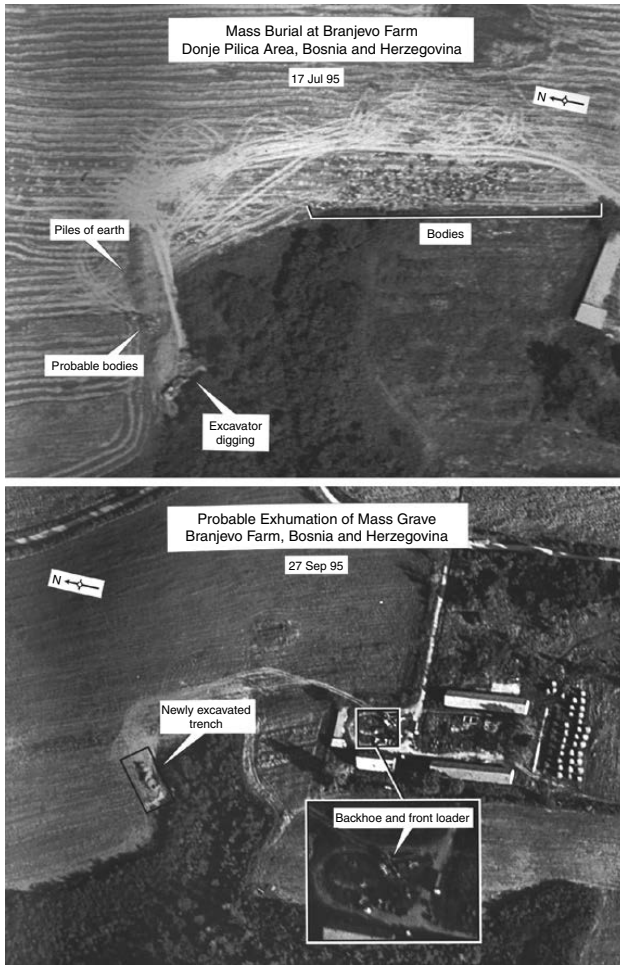 Mass Burial at Branjevo Farm
Donje Pilica Area, Bosnia and Herzegovina
17 Jul 95
N
Piles of earth
Bodies
Probable bodies
Excavator
digging
Probable Exhumation of Mass Grave
Branjevo Farm, Bosnia and Herzegovina
27 Sep 95
N
Newly excavated
trench
Backhoe and front loader